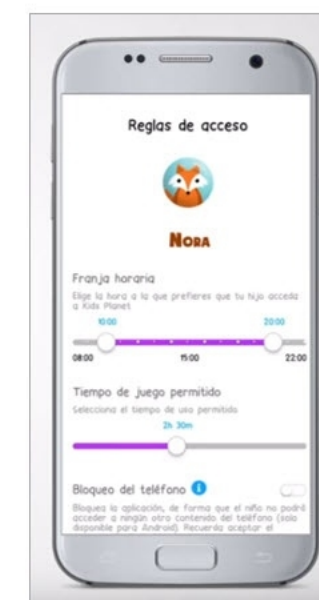 Reglas de acceso
Nora
Franja horaria
Elige la hora a la que prefieres que tu hijo acceda
a Kids Planet
10:00 20:00
08:00 15:00 22:00
Tiempo de juego permitido
Selecciona el tiempo de uso permitido
2h 30m
Bloqueo del teléfono i
Bloquea la aplicación, de forma que el niño no podrá
acceder a ningún otro contenido del teléfono (solo
disponible para Android). Recuerda aceptar el